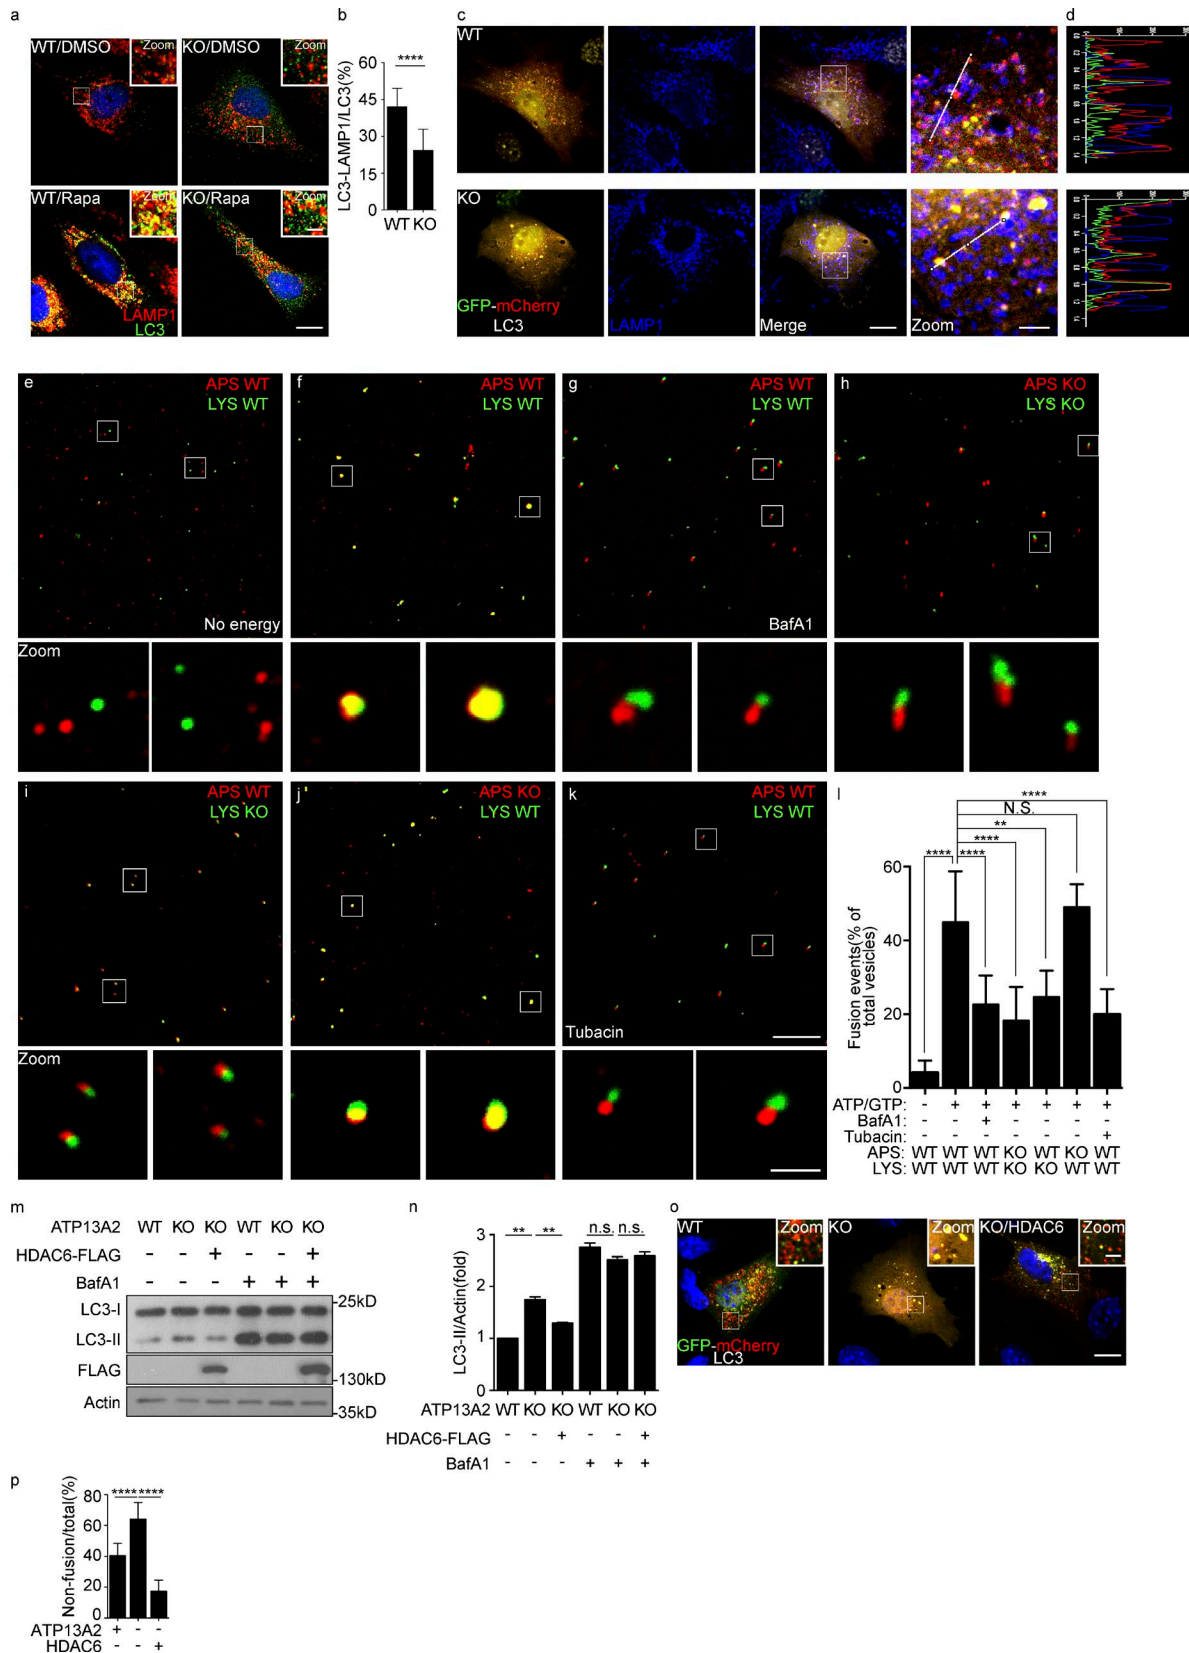 a
WT/DMSO
Zoom
KO/DMSO
Zoom
WT/Rapa
Zoom
KO/Rapa
Zoom
LAMP1
LC3
b
****
LC3-LAMP1/LC3(%)
60
45
30
15
0
WT KO
c
WT
KO
GFP-mCherry
LC3
LAMP1
Merge
Zoom
d
e
APS WT
LYS WT
No energy
f
APS WT
LYS WT
g
APS WT
LYS WT
BafA1
h
APS KO
LYS KO
Zoom
i
APS WT
LYS KO
j
APS KO
LYS WT
k
APS WT
LYS WT
Tubacin
Zoom
l
****
N.S.
**
****
**** ****
Fusion events(% of
total vesicles)
60
40
20
0
ATP/GTP: - + + + + + +
BafA1: - - + - - - -
Tubacin: - - - - - - +
APS: WT WT WT KO WT KO WT
LYS: WT WT WT KO KO WT WT
m
ATP13A2 WT KO KO WT KO KO
HDAC6-FLAG - - + - - +
BafA1 - - - + + +
LC3-I
-25kD
LC3-II
FLAG
-130kD
Actin
-35kD
n
** ** n.s. n.s.
LC3-II/Actin(fold)
3
2
1
0
ATP13A2 WT KO KO WT KO KO
HDAC6-FLAG - - + - - +
BafA1 - - - + + +
o
WT
Zoom
KO
Zoom
KO/HDAC6
Zoom
GFP-mCherry
LC3
p
**** ****
Non-fusion/total(%)
80
60
40
20
0
ATP13A2 + - -
HDAC6 - - +